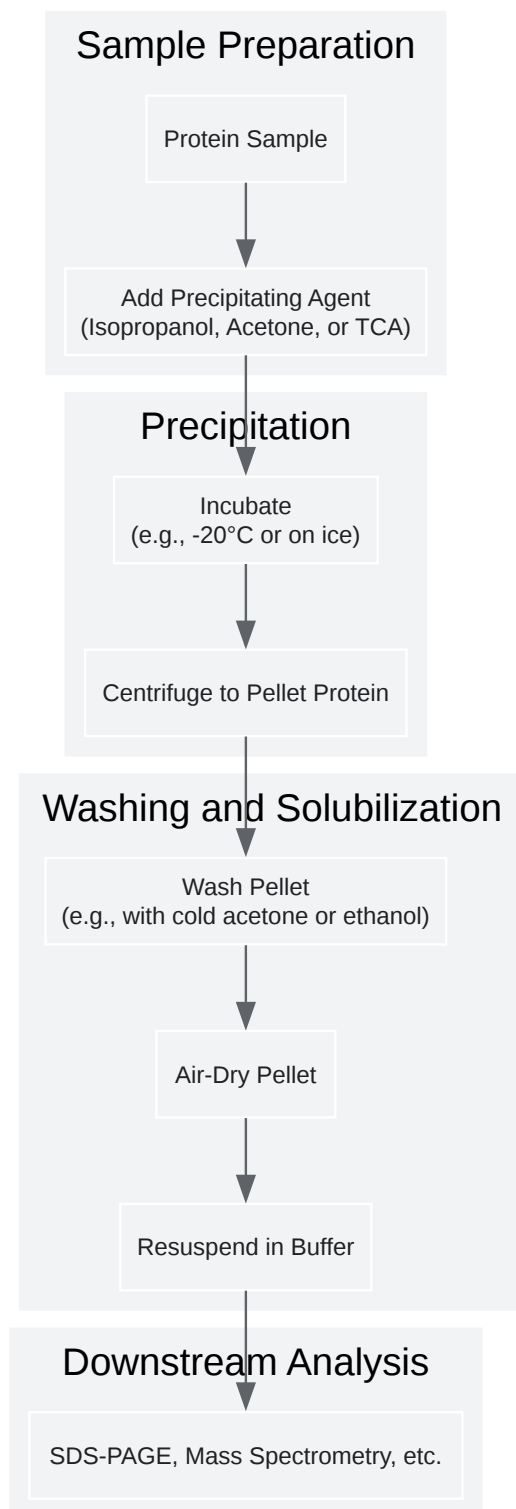 Sample Preparation
Protein Sample
Add Precipitating Agent
(Isopropanol, Acetone, or TCA)
Precipitation
Incubate
(e.g., -20°C or on ice)
Centrifuge to Pellet Protein
Washing and Solubilization
Wash Pellet
(e.g., with cold acetone or ethanol)
Air-Dry Pellet
Resuspend in Buffer
Downstream Analysis
SDS-PAGE, Mass Spectrometry, etc.